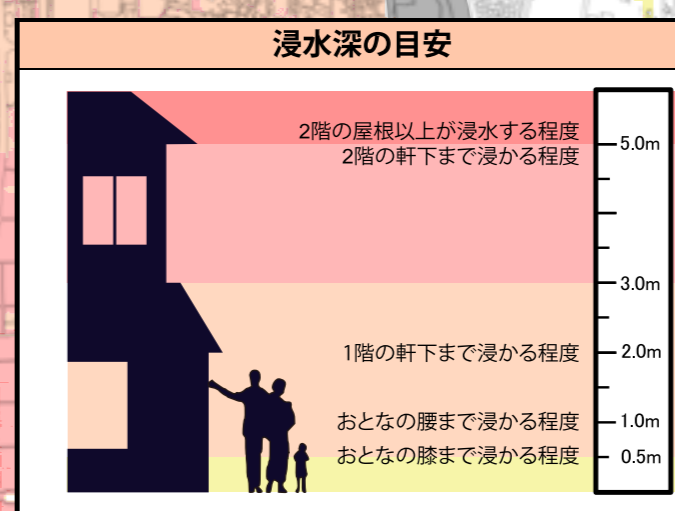 浸水深の目安
2階の屋根以上が浸水する程度
5.0m
2階の軒下まで浸かる程度
3.0m
1階の軒下まで浸かる程度
2.0m
おとなの腰まで浸かる程度
1.0m
おとなの膝まで浸かる程度
0.5m